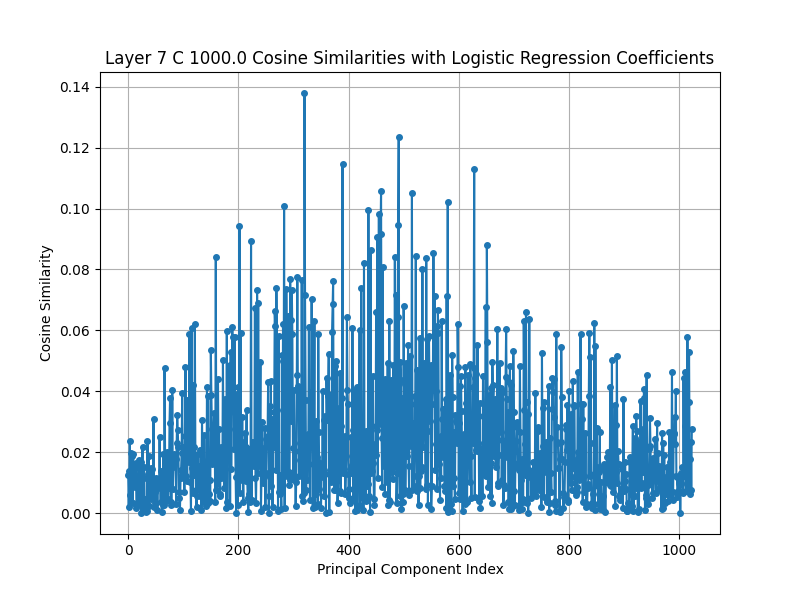 Layer 7 C 1000.0 Cosine Similarities with Logistic Regression Coefficients
0.14
0.12
0.10
0.08
0.06
0.04
0.02
0.00
Cosine Similarity
0 200 400 600 800 1000
Principal Component Index